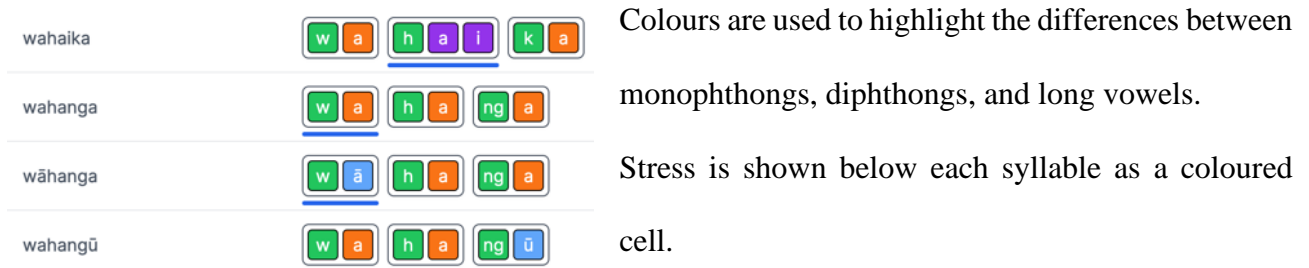 wahaika w a h a i k a
wahanga w a h a ng a
wāhanga w ā h a ng a
wahangū w a h a ng ū
Colours are used to highlight the differences between
monophthongs, diphthongs, and long vowels.
Stress is shown below each syllable as a coloured
cell.